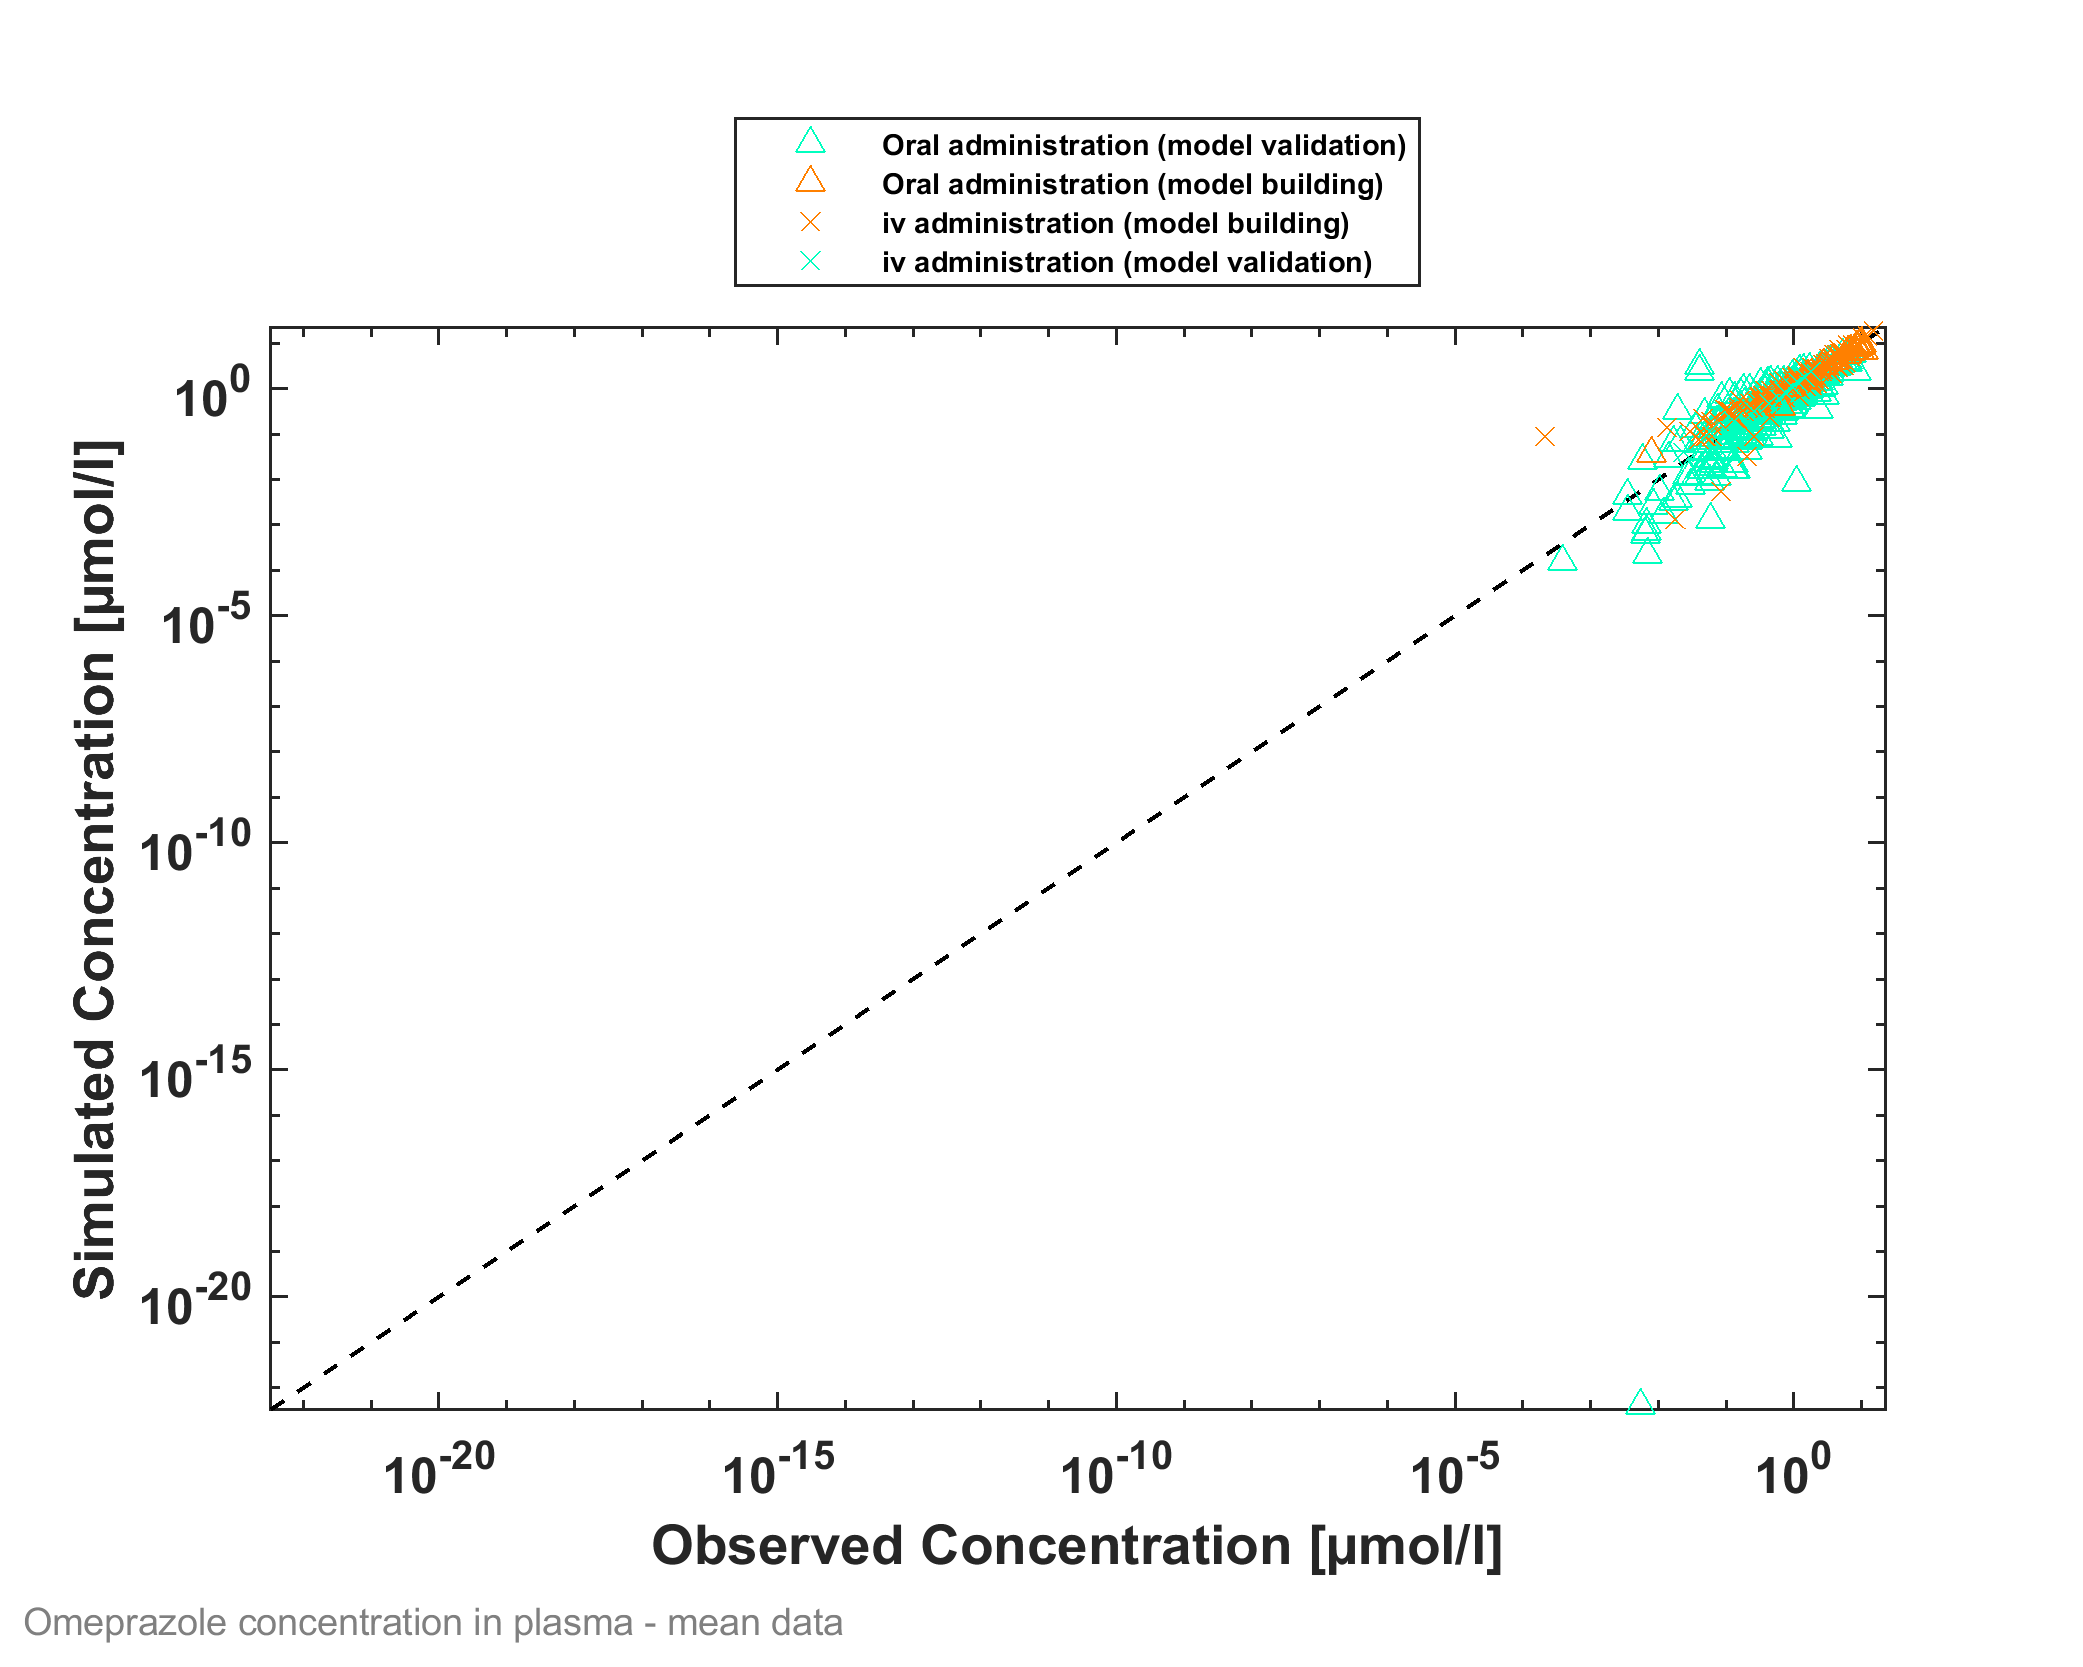 Oral administration (model validation)
Oral administration (model building)
iv administration (model building)
iv administration (model validation)
Simulated Concentration [µmol/l]
10^0
10^-5
10^-10
10^-15
10^-20
10^-20 10^-15 10^-10 10^-5 10^0
Observed Concentration [µmol/l]
Omeprazole concentration in plasma - mean data